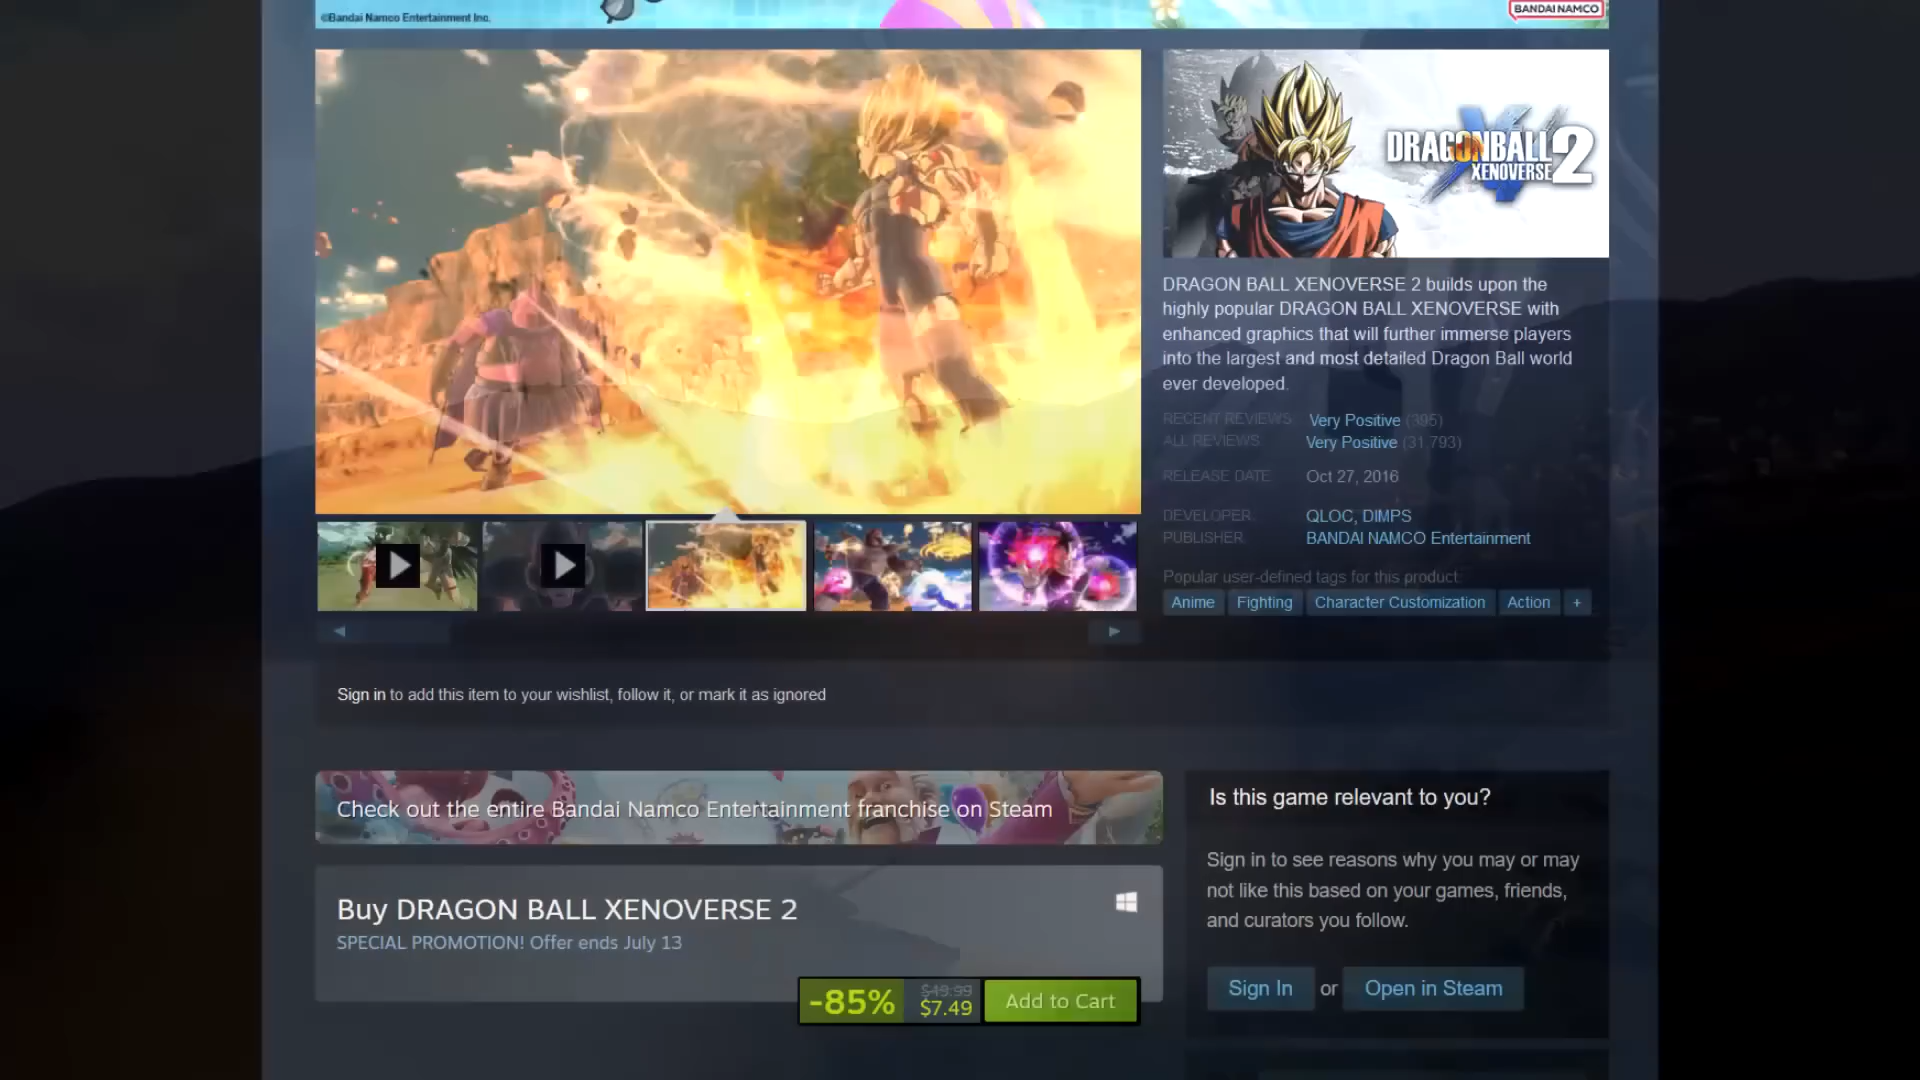 ©Bandai Namco Entertainment Inc.
BANDAI NAMCO
DRAGONBALL
XENOVERSE 2
DRAGON BALL XENOVERSE 2 builds upon the
highly popular DRAGON BALL XENOVERSE with
enhanced graphics that will further immerse players
into the largest and most detailed Dragon Ball world
ever developed.
RECENT REVIEWS: Very Positive (395)
ALL REVIEWS: Very Positive (31,793)
RELEASE DATE: Oct 27, 2016
DEVELOPER: QLOC, DIMPS
PUBLISHER: BANDAI NAMCO Entertainment
Popular user-defined tags for this product:
Anime Fighting Character Customization Action +
Sign in to add this item to your wishlist, follow it, or mark it as ignored
Check out the entire Bandai Namco Entertainment franchise on Steam
Buy DRAGON BALL XENOVERSE 2
SPECIAL PROMOTION! Offer ends July 13
-85% $49.99 $7.49 Add to Cart
Is this game relevant to you?
Sign in to see reasons why you may or may
not like this based on your games, friends,
and curators you follow.
Sign In or Open in Steam